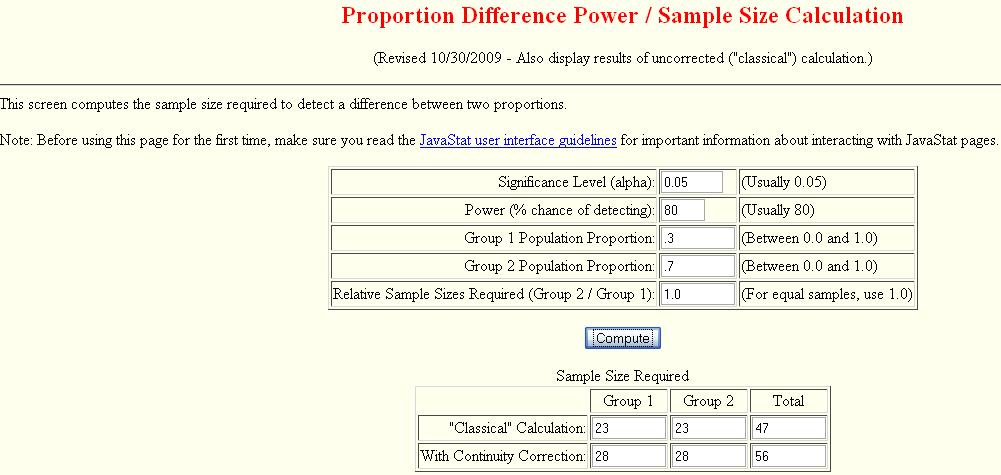 Proportion Difference Power / Sample Size Calculation
(Revised 10/30/2009 - Also display results of uncorrected ("classical") calculation.)
This screen computes the sample size required to detect a difference between two proportions.
Note: Before using this page for the first time, make sure you read the JavaStat user interface guidelines for important information about interacting with JavaStat pages.
Significance Level (alpha): 0.05 (Usually 0.05)
Power (% chance of detecting): 80 (Usually 80)
Group 1 Population Proportion: .3 (Between 0.0 and 1.0)
Group 2 Population Proportion: .7 (Between 0.0 and 1.0)
Relative Sample Sizes Required (Group 2 / Group 1): 1.0 (For equal samples, use 1.0)
Compute
Sample Size Required
Group 1 Group 2 Total
"Classical" Calculation: 23 23 47
With Continuity Correction: 28 28 56